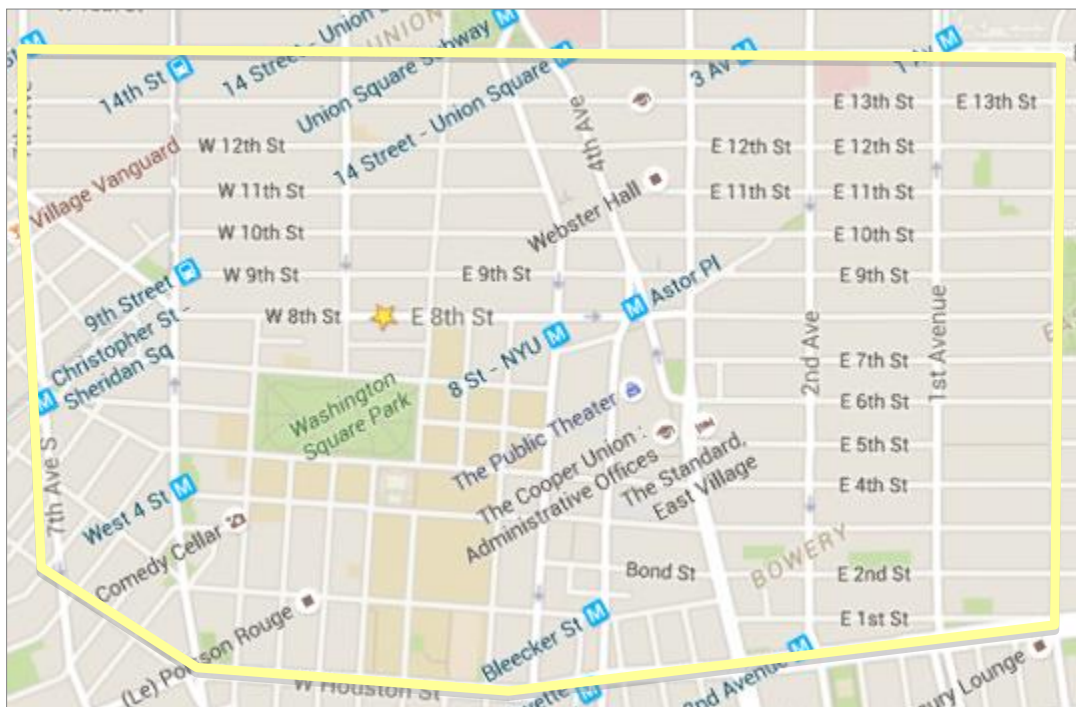 UNION
14 Street - Union
Union Square Subway
14 Street - Union Square
14th St
3 Av
1 Av
4th Ave
E 13th St
E 13th St
Village Vanguard
W 12th St
E 12th St
E 12th St
W 11th St
E 11th St
E 11th St
Webster Hall
W 10th St
E 10th St
9th Street
W 9th St
E 9th St
E 9th St
Astor Pl
W 8th St
E 8th St
Christopher St -
Sheridan Sq
8 St - NYU
2nd Ave
1st Avenue
E 7th St
Washington
Square Park
The Public Theater
E 6th St
The Cooper Union :
Administrative Offices
The Standard,
East Village
E 5th St
7th Ave S
West 4 St
E 4th St
Comedy Cellar
BOWERY
Bond St
E 2nd St
(Le) Poisson Rouge
Bleecker St
E 1st St
W Houston St
2nd Avenue